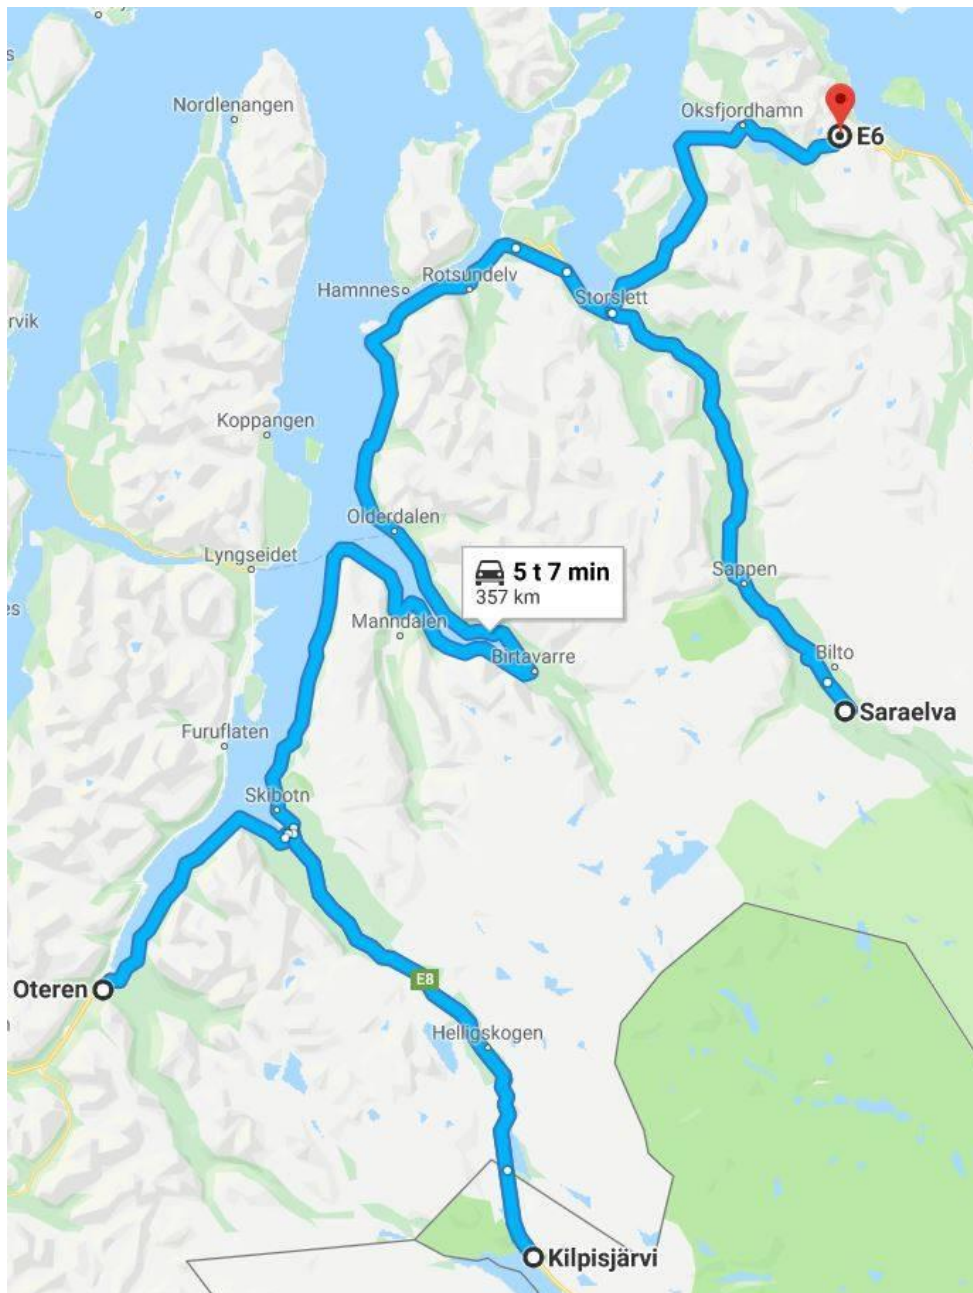 Nordlenangen
Oksfjordhamn
E6
Hamnnes
Rotsundelv
Storslett
rvik
Koppangen
Olderdalen
Lyngseidet
5 t 7 min
357 km
Sappen
Manndalen
Birtavarre
Bilto
Saraelva
Furuflaten
Skibotn
E8
Oteren
Helligskogen
Kilpisjärvi